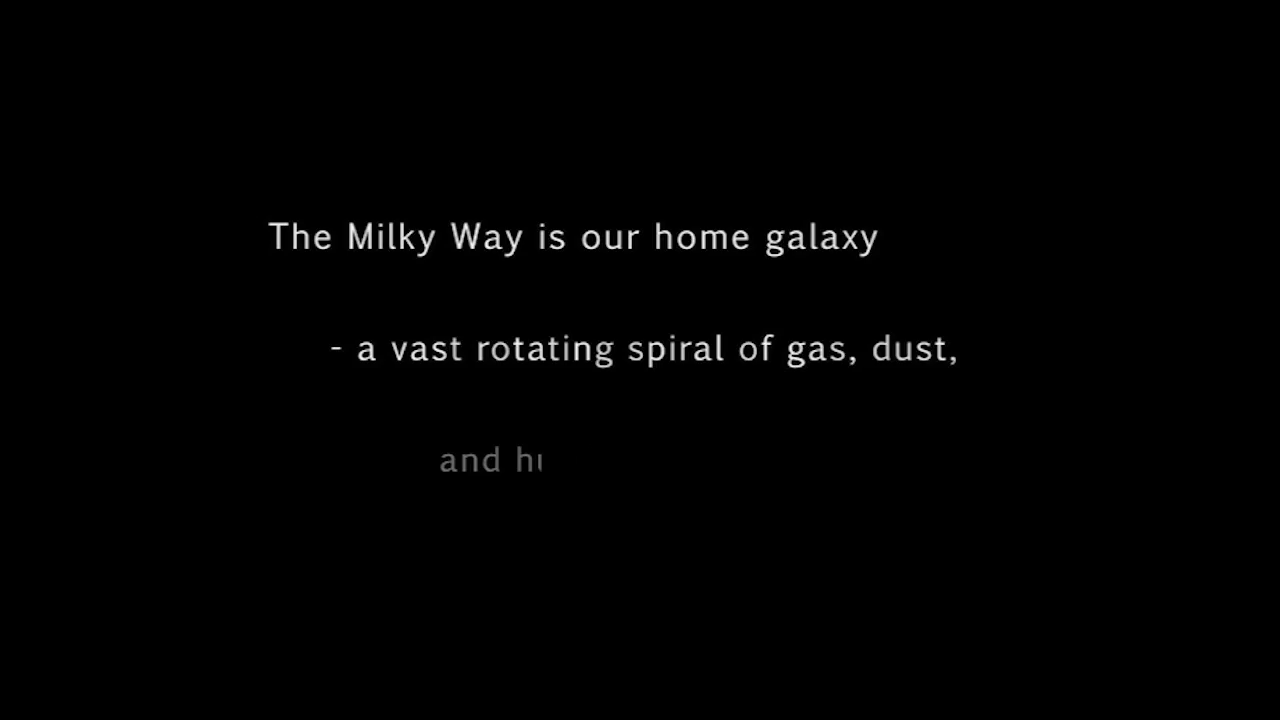 The Milky Way is our home galaxy
- a vast rotating spiral of gas, dust,
and